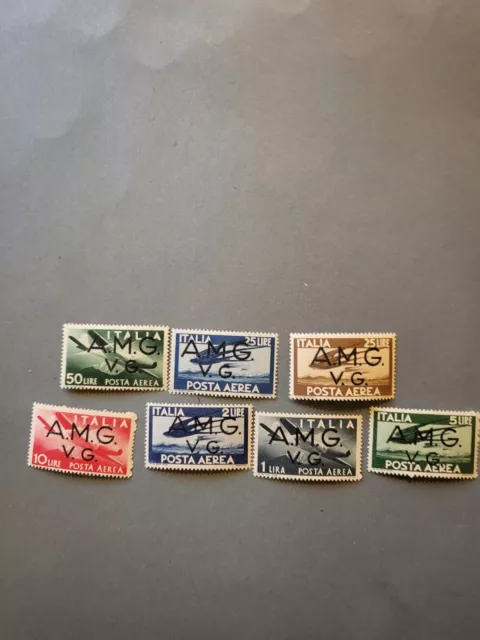 ITALIA
A.M.G.
V.G.
50 LIRE POSTA AEREA
ITALIA 25 LIRE
A.M.G.
V.G.
POSTA AEREA
ITALIA 25 LIRE
A.M.G.
V.G.
POSTA AEREA
ITALIA
A.M.G.
V.G.
10 LIRE POSTA AEREA
ITALIA 2 LIRE
A.M.G.
V.G.
POSTA AEREA
ITALIA
A.M.G.
V.G.
1 LIRA POSTA AEREA
ITALIA 5 LIRE
A.M.G.
V.G.
POSTA AEREA